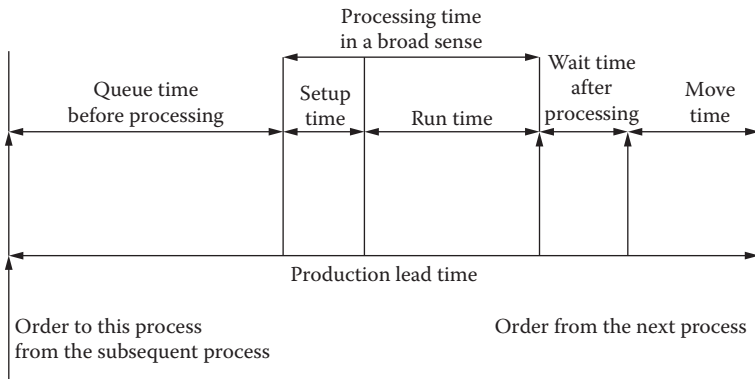 Processing time
in a broad sense
Queue time
before processing
Setup
time
Run time
Wait time
after
processing
Move
time
Production lead time
Order to this process
from the subsequent process
Order from the next process